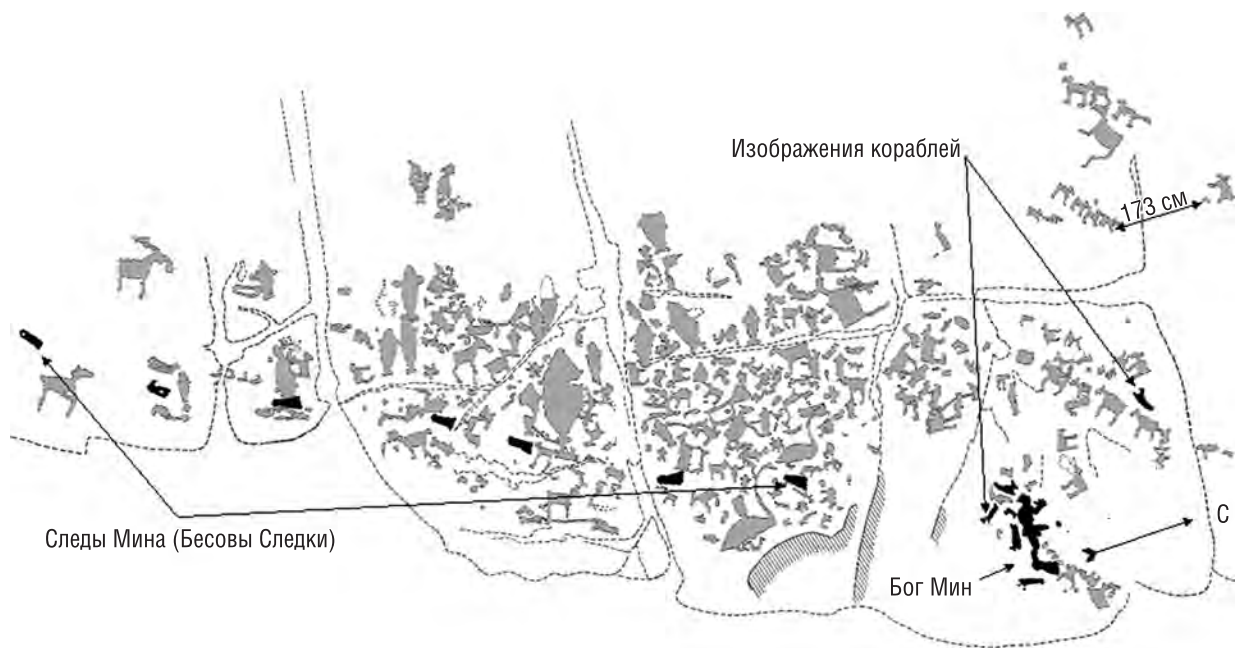 Изображения кораблей
173 см
Следы Мина (Бесовы Следки)
С
Бог Мин